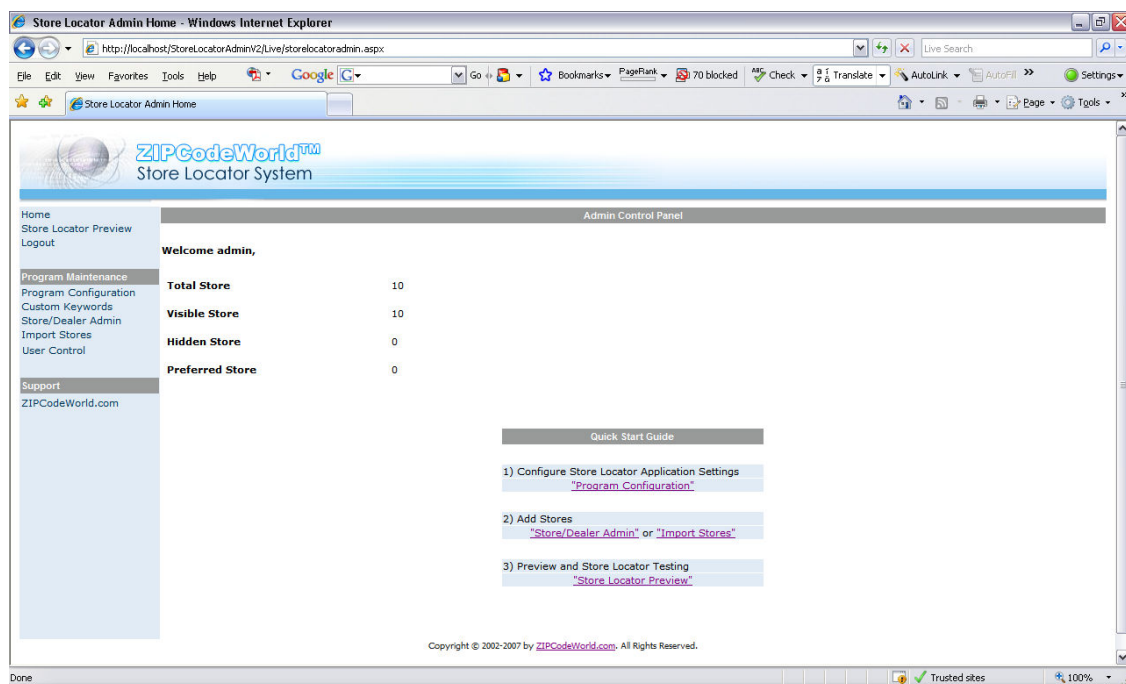 Store Locator Admin Home - Windows Internet Explorer
http://localhost/StoreLocatorAdminV2/Live/storelocatoradmin.aspx
Live Search
File Edit View Favorites Tools Help
Google G
Go Bookmarks PageRank 70 blocked ABC Check Translate AutoLink AutoFill Settings
Store Locator Admin Home
Page Tools
ZIPCodeWorld™
Store Locator System
Home
Store Locator Preview
Logout
Program Maintenance
Program Configuration
Custom Keywords
Store/Dealer Admin
Import Stores
User Control
Support
ZIPCodeWorld.com
Admin Control Panel
Welcome admin,
Total Store 10
Visible Store 10
Hidden Store 0
Preferred Store 0
Quick Start Guide
1) Configure Store Locator Application Settings
"Program Configuration"
2) Add Stores
"Store/Dealer Admin" or "Import Stores"
3) Preview and Store Locator Testing
"Store Locator Preview"
Copyright © 2002-2007 by ZIPCodeWorld.com. All Rights Reserved.
Done
Trusted sites
100%